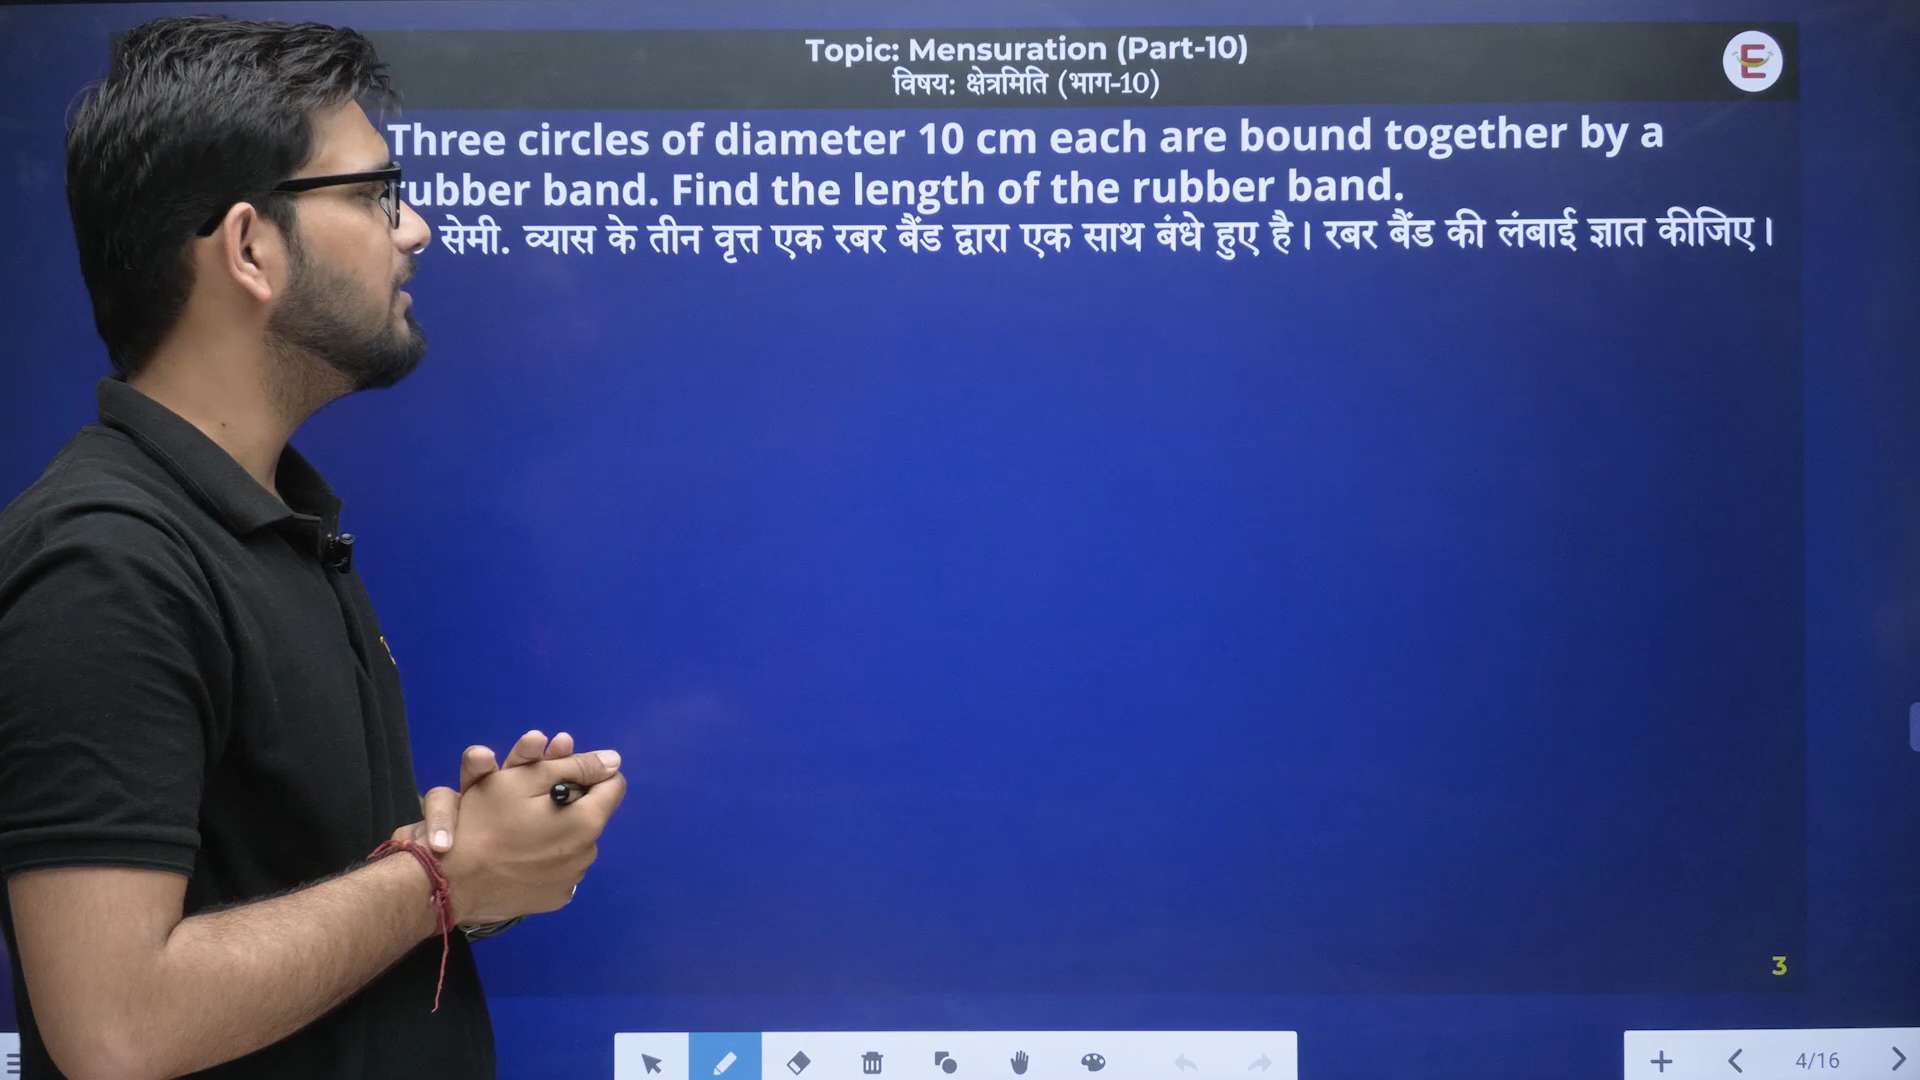 Topic: Mensuration (Part-10)
विषय: क्षेत्रमिति (भाग-10)
Three circles of diameter 10 cm each are bound together by a
rubber band. Find the length of the rubber band.
सेमी. व्यास के तीन वृत्त एक रबर बैंड द्वारा एक साथ बंधे हुए है। रबर बैंड की लंबाई ज्ञात कीजिए।
3
4/16